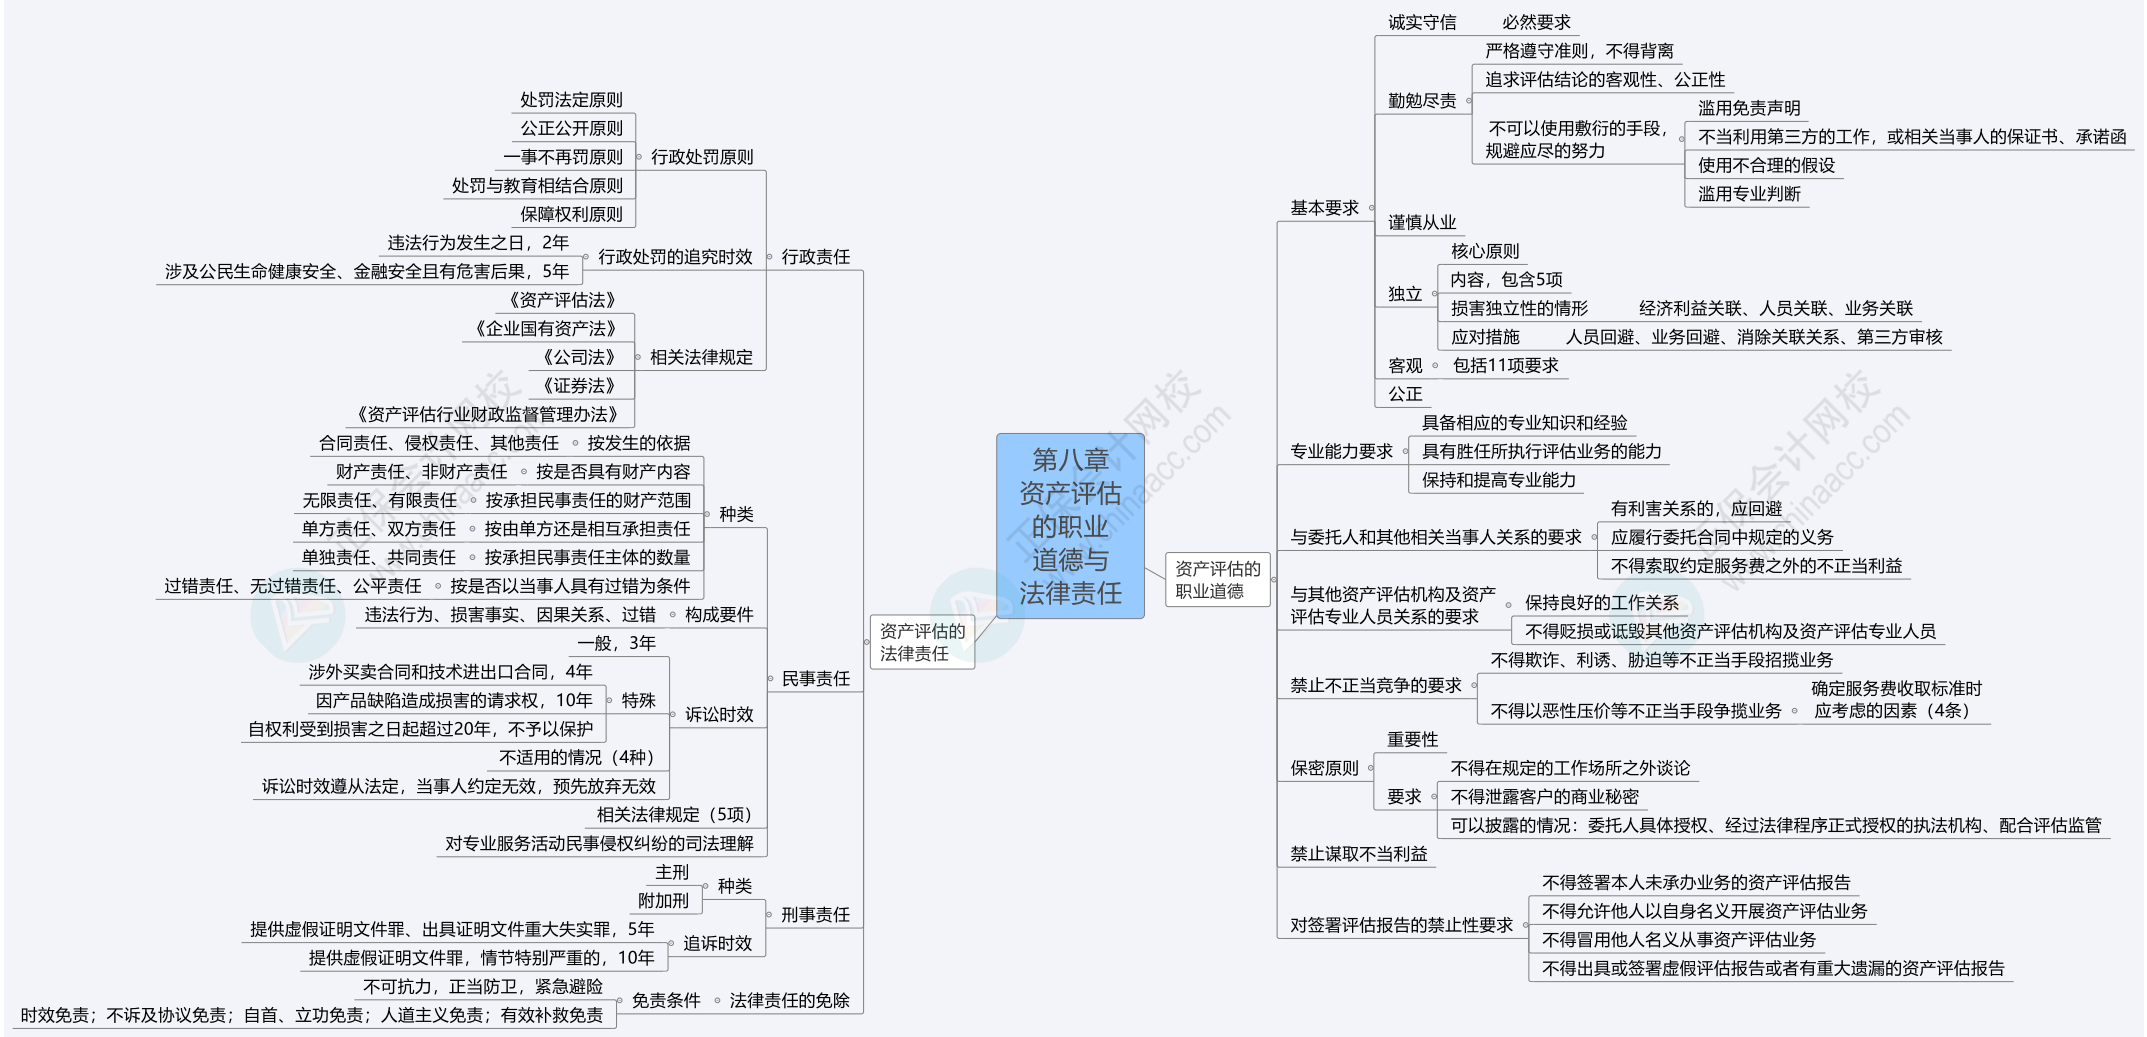 第八章
资产评估
的职业
道德与
法律责任
资产评估的
职业道德
基本要求
诚实守信
必然要求
勤勉尽责
严格遵守准则，不得背离
追求评估结论的客观性、公正性
不可以使用敷衍的手段，
规避应尽的努力
滥用免责声明
不当利用第三方的工作，或相关当事人的保证书、承诺函
使用不合理的假设
滥用专业判断
谨慎从业
独立
核心原则
内容，包含5项
损害独立性的情形
经济利益关联、人员关联、业务关联
应对措施
人员回避、业务回避、消除关联关系、第三方审核
客观
包括11项要求
公正
专业能力要求
具备相应的专业知识和经验
具有胜任所执行评估业务的能力
保持和提高专业能力
与委托人和其他相关当事人关系的要求
有利害关系的，应回避
应履行委托合同中规定的义务
不得索取约定服务费之外的不正当利益
与其他资产评估机构及资产
评估专业人员关系的要求
保持良好的工作关系
不得贬损或诋毁其他资产评估机构及资产评估专业人员
禁止不正当竞争的要求
不得欺诈、利诱、胁迫等不正当手段招揽业务
不得以恶性压价等不正当手段争揽业务
确定服务费收取标准时
应考虑的因素（4条）
保密原则
重要性
要求
不得在规定的工作场所之外谈论
不得泄露客户的商业秘密
可以披露的情况：委托人具体授权、经过法律程序正式授权的执法机构、配合评估监管
禁止谋取不当利益
对签署评估报告的禁止性要求
不得签署本人未承办业务的资产评估报告
不得允许他人以自身名义开展资产评估业务
不得冒用他人名义从事资产评估业务
不得出具或签署虚假评估报告或者有重大遗漏的资产评估报告
资产评估的
法律责任
行政责任
行政处罚原则
处罚法定原则
公正公开原则
一事不再罚原则
处罚与教育相结合原则
保障权利原则
行政处罚的追究时效
违法行为发生之日，2年
涉及公民生命健康安全、金融安全且有危害后果，5年
相关法律规定
《资产评估法》
《企业国有资产法》
《公司法》
《证券法》
《资产评估行业财政监督管理办法》
民事责任
种类
按发生的依据
合同责任、侵权责任、其他责任
按是否具有财产内容
财产责任、非财产责任
按承担民事责任的财产范围
无限责任、有限责任
按由单方还是相互承担责任
单方责任、双方责任
按承担民事责任主体的数量
单独责任、共同责任
按是否以当事人具有过错为条件
过错责任、无过错责任、公平责任
构成要件
违法行为、损害事实、因果关系、过错
诉讼时效
一般，3年
特殊
涉外买卖合同和技术进出口合同，4年
因产品缺陷造成损害的请求权，10年
自权利受到损害之日起超过20年，不予以保护
不适用的情况（4种）
诉讼时效遵从法定，当事人约定无效，预先放弃无效
相关法律规定（5项）
对专业服务活动民事侵权纠纷的司法理解
刑事责任
种类
主刑
附加刑
追诉时效
提供虚假证明文件罪、出具证明文件重大失实罪，5年
提供虚假证明文件罪，情节特别严重的，10年
法律责任的免除
免责条件
不可抗力，正当防卫，紧急避险
时效免责；不诉及协议免责；自首、立功免责；人道主义免责；有效补救免责
正保会计网校
www.chinaacc.com
正保会计网校
www.chinaacc.com
正保会计网校
www.chinaacc.com